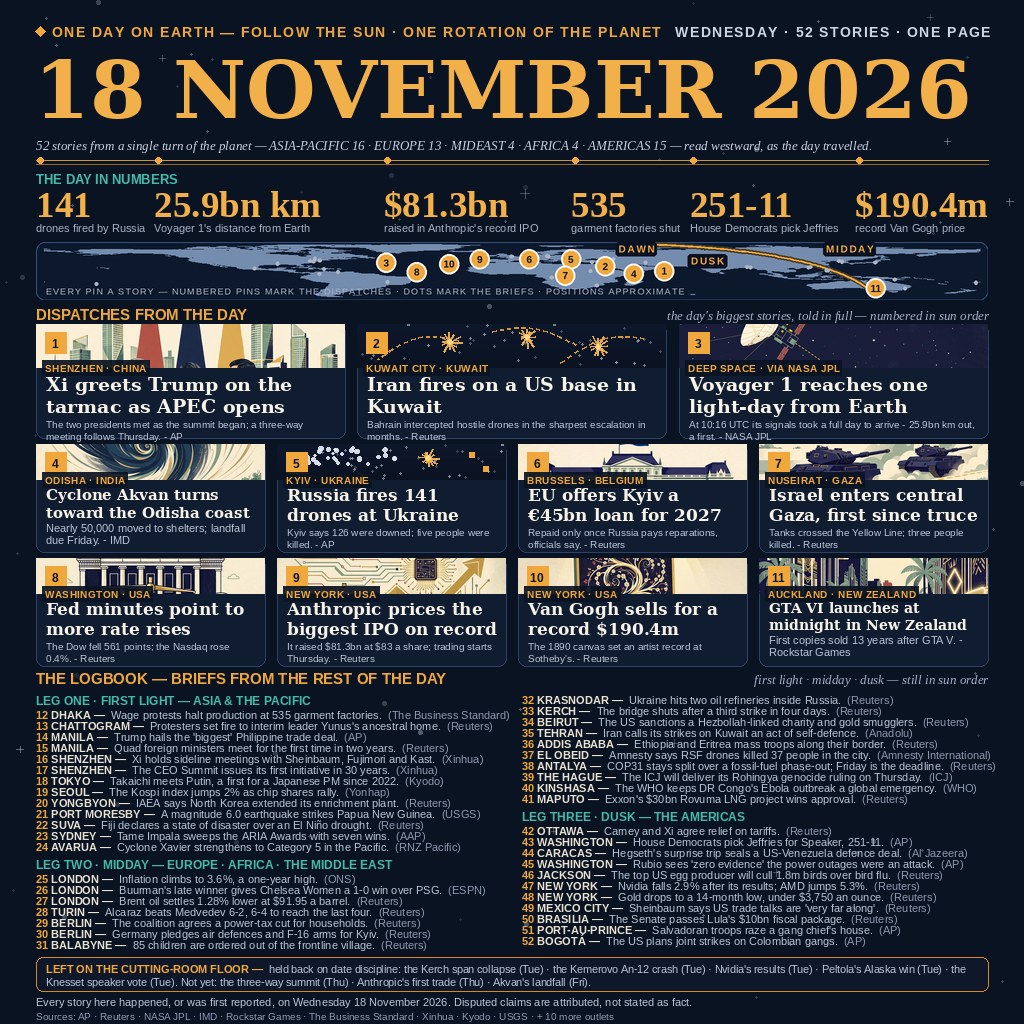 ONE DAY ON EARTH — FOLLOW THE SUN · ONE ROTATION OF THE PLANET WEDNESDAY · 52 STORIES · ONE PAGE
18 NOVEMBER 2026
52 stories from a single turn of the planet — ASIA-PACIFIC 16 · EUROPE 13 · MIDEAST 4 · AFRICA 4 · AMERICAS 15 — read westward, as the day travelled.
THE DAY IN NUMBERS
141 25.9bn km $81.3bn 535 251-11 $190.4m
drones fired by Russia Voyager 1's distance from Earth raised in Anthropic's record IPO garment factories shut House Democrats pick Jeffries record Van Gogh price
DAWN MIDDAY
DUSK
3 8 10 9 6 5 7 2 4 1 11
EVERY PIN A STORY — NUMBERED PINS MARK THE DISPATCHES · DOTS MARK THE BRIEFS · POSITIONS APPROXIMATE
DISPATCHES FROM THE DAY the day's biggest stories, told in full — numbered in sun order
1
SHENZHEN · CHINA
Xi greets Trump on the
tarmac as APEC opens
The two presidents met as the summit began; a three-way
meeting follows Thursday. - AP
2
KUWAIT CITY · KUWAIT
Iran fires on a US base in
Kuwait
Bahrain intercepted hostile drones in the sharpest escalation in
months. - Reuters
3
DEEP SPACE · VIA NASA JPL
Voyager 1 reaches one
light-day from Earth
At 10:16 UTC its signals took a full day to arrive - 25.9bn km out,
a first. - NASA JPL
4
ODISHA · INDIA
Cyclone Akvan turns
toward the Odisha coast
Nearly 50,000 moved to shelters; landfall
due Friday. - IMD
5
KYIV · UKRAINE
Russia fires 141
drones at Ukraine
Kyiv says 126 were downed; five people were
killed. - AP
6
BRUSSELS · BELGIUM
EU offers Kyiv a
€45bn loan for 2027
Repaid only once Russia pays reparations,
officials say. - Reuters
7
NUSEIRAT · GAZA
Israel enters central
Gaza, first since truce
Tanks crossed the Yellow Line; three people
killed. - Reuters
8
WASHINGTON · USA
Fed minutes point to
more rate rises
The Dow fell 561 points; the Nasdaq rose
0.4%. - Reuters
9
NEW YORK · USA
Anthropic prices the
biggest IPO on record
It raised $81.3bn at $83 a share; trading starts
Thursday. - Reuters
10
NEW YORK · USA
Van Gogh sells for a
record $190.4m
The 1890 canvas set an artist record at
Sotheby's. - Reuters
11
AUCKLAND · NEW ZEALAND
GTA VI launches at
midnight in New Zealand
First copies sold 13 years after GTA V. -
Rockstar Games
THE LOGBOOK — BRIEFS FROM THE REST OF THE DAY first light · midday · dusk — still in sun order
LEG ONE · FIRST LIGHT — ASIA & THE PACIFIC
12 DHAKA — Wage protests halt production at 535 garment factories. (The Business Standard)
13 CHATTOGRAM — Protesters set fire to interim leader Yunus's ancestral home. (Reuters)
14 MANILA — Trump hails the 'biggest' Philippine trade deal. (AP)
15 MANILA — Quad foreign ministers meet for the first time in two years. (Reuters)
16 SHENZHEN — Xi holds sideline meetings with Sheinbaum, Fujimori and Kast. (Xinhua)
17 SHENZHEN — The CEO Summit issues its first initiative in 30 years. (Xinhua)
18 TOKYO — Takaichi meets Putin, a first for a Japanese PM since 2022. (Kyodo)
19 SEOUL — The Kospi index jumps 2% as chip shares rally. (Yonhap)
20 YONGBYON — IAEA says North Korea extended its enrichment plant. (Reuters)
21 PORT MORESBY — A magnitude 6.0 earthquake strikes Papua New Guinea. (USGS)
22 SUVA — Fiji declares a state of disaster over an El Niño drought. (Reuters)
23 SYDNEY — Tame Impala sweeps the ARIA Awards with seven wins. (AAP)
24 AVARUA — Cyclone Xavier strengthens to Category 5 in the Pacific. (RNZ Pacific)
LEG TWO · MIDDAY — EUROPE · AFRICA · THE MIDDLE EAST
25 LONDON — Inflation climbs to 3.6%, a one-year high. (ONS)
26 LONDON — Buurman's late winner gives Chelsea Women a 1-0 win over PSG. (ESPN)
27 LONDON — Brent oil settles 1.28% lower at $91.95 a barrel. (Reuters)
28 TURIN — Alcaraz beats Medvedev 6-2, 6-4 to reach the last four. (Reuters)
29 BERLIN — The coalition agrees a power-tax cut for households. (Reuters)
30 BERLIN — Germany pledges air defences and F-16 arms for Kyiv. (Reuters)
31 BALABYNE — 85 children are ordered out of the frontline village. (Reuters)
32 KRASNODAR — Ukraine hits two oil refineries inside Russia. (Reuters)
33 KERCH — The bridge shuts after a third strike in four days. (Reuters)
34 BEIRUT — The US sanctions a Hezbollah-linked charity and gold smugglers. (Reuters)
35 TEHRAN — Iran calls its strikes on Kuwait an act of self-defence. (Anadolu)
36 ADDIS ABABA — Ethiopia and Eritrea mass troops along their border. (Reuters)
37 EL OBEID — Amnesty says RSF drones killed 37 people in the city. (Amnesty International)
38 ANTALYA — COP31 stays split over a fossil-fuel phase-out; Friday is the deadline. (Reuters)
39 THE HAGUE — The ICJ will deliver its Rohingya genocide ruling on Thursday. (ICJ)
40 KINSHASA — The WHO keeps DR Congo's Ebola outbreak a global emergency. (WHO)
41 MAPUTO — Exxon's $30bn Rovuma LNG project wins approval. (Reuters)
LEG THREE · DUSK — THE AMERICAS
42 OTTAWA — Carney and Xi agree relief on tariffs. (Reuters)
43 WASHINGTON — House Democrats pick Jeffries for Speaker, 251-11. (AP)
44 CARACAS — Hegseth's surprise trip seals a US-Venezuela defence deal. (Al Jazeera)
45 WASHINGTON — Rubio sees 'zero evidence' the power outages were an attack. (AP)
46 JACKSON — The top US egg producer will cull 1.8m birds over bird flu. (Reuters)
47 NEW YORK — Nvidia falls 2.9% after its results; AMD jumps 5.3%. (Reuters)
48 NEW YORK — Gold drops to a 14-month low, under $3,750 an ounce. (Reuters)
49 MEXICO CITY — Sheinbaum says US trade talks are 'very far along'. (Reuters)
50 BRASILIA — The Senate passes Lula's $10bn fiscal package. (Reuters)
51 PORT-AU-PRINCE — Salvadoran troops raze a gang chief's house. (AP)
52 BOGOTÁ — The US plans joint strikes on Colombian gangs. (AP)
LEFT ON THE CUTTING-ROOM FLOOR — held back on date discipline: the Kerch span collapse (Tue) · the Kemerovo An-12 crash (Tue) · Nvidia's results (Tue) · Peltola's Alaska win (Tue) · the
Knesset speaker vote (Tue). Not yet: the three-way summit (Thu) · Anthropic's first trade (Thu) · Akvan's landfall (Fri).
Every story here happened, or was first reported, on Wednesday 18 November 2026. Disputed claims are attributed, not stated as fact.
Sources: AP · Reuters · NASA JPL · IMD · Rockstar Games · The Business Standard · Xinhua · Kyodo · USGS · + 10 more outlets